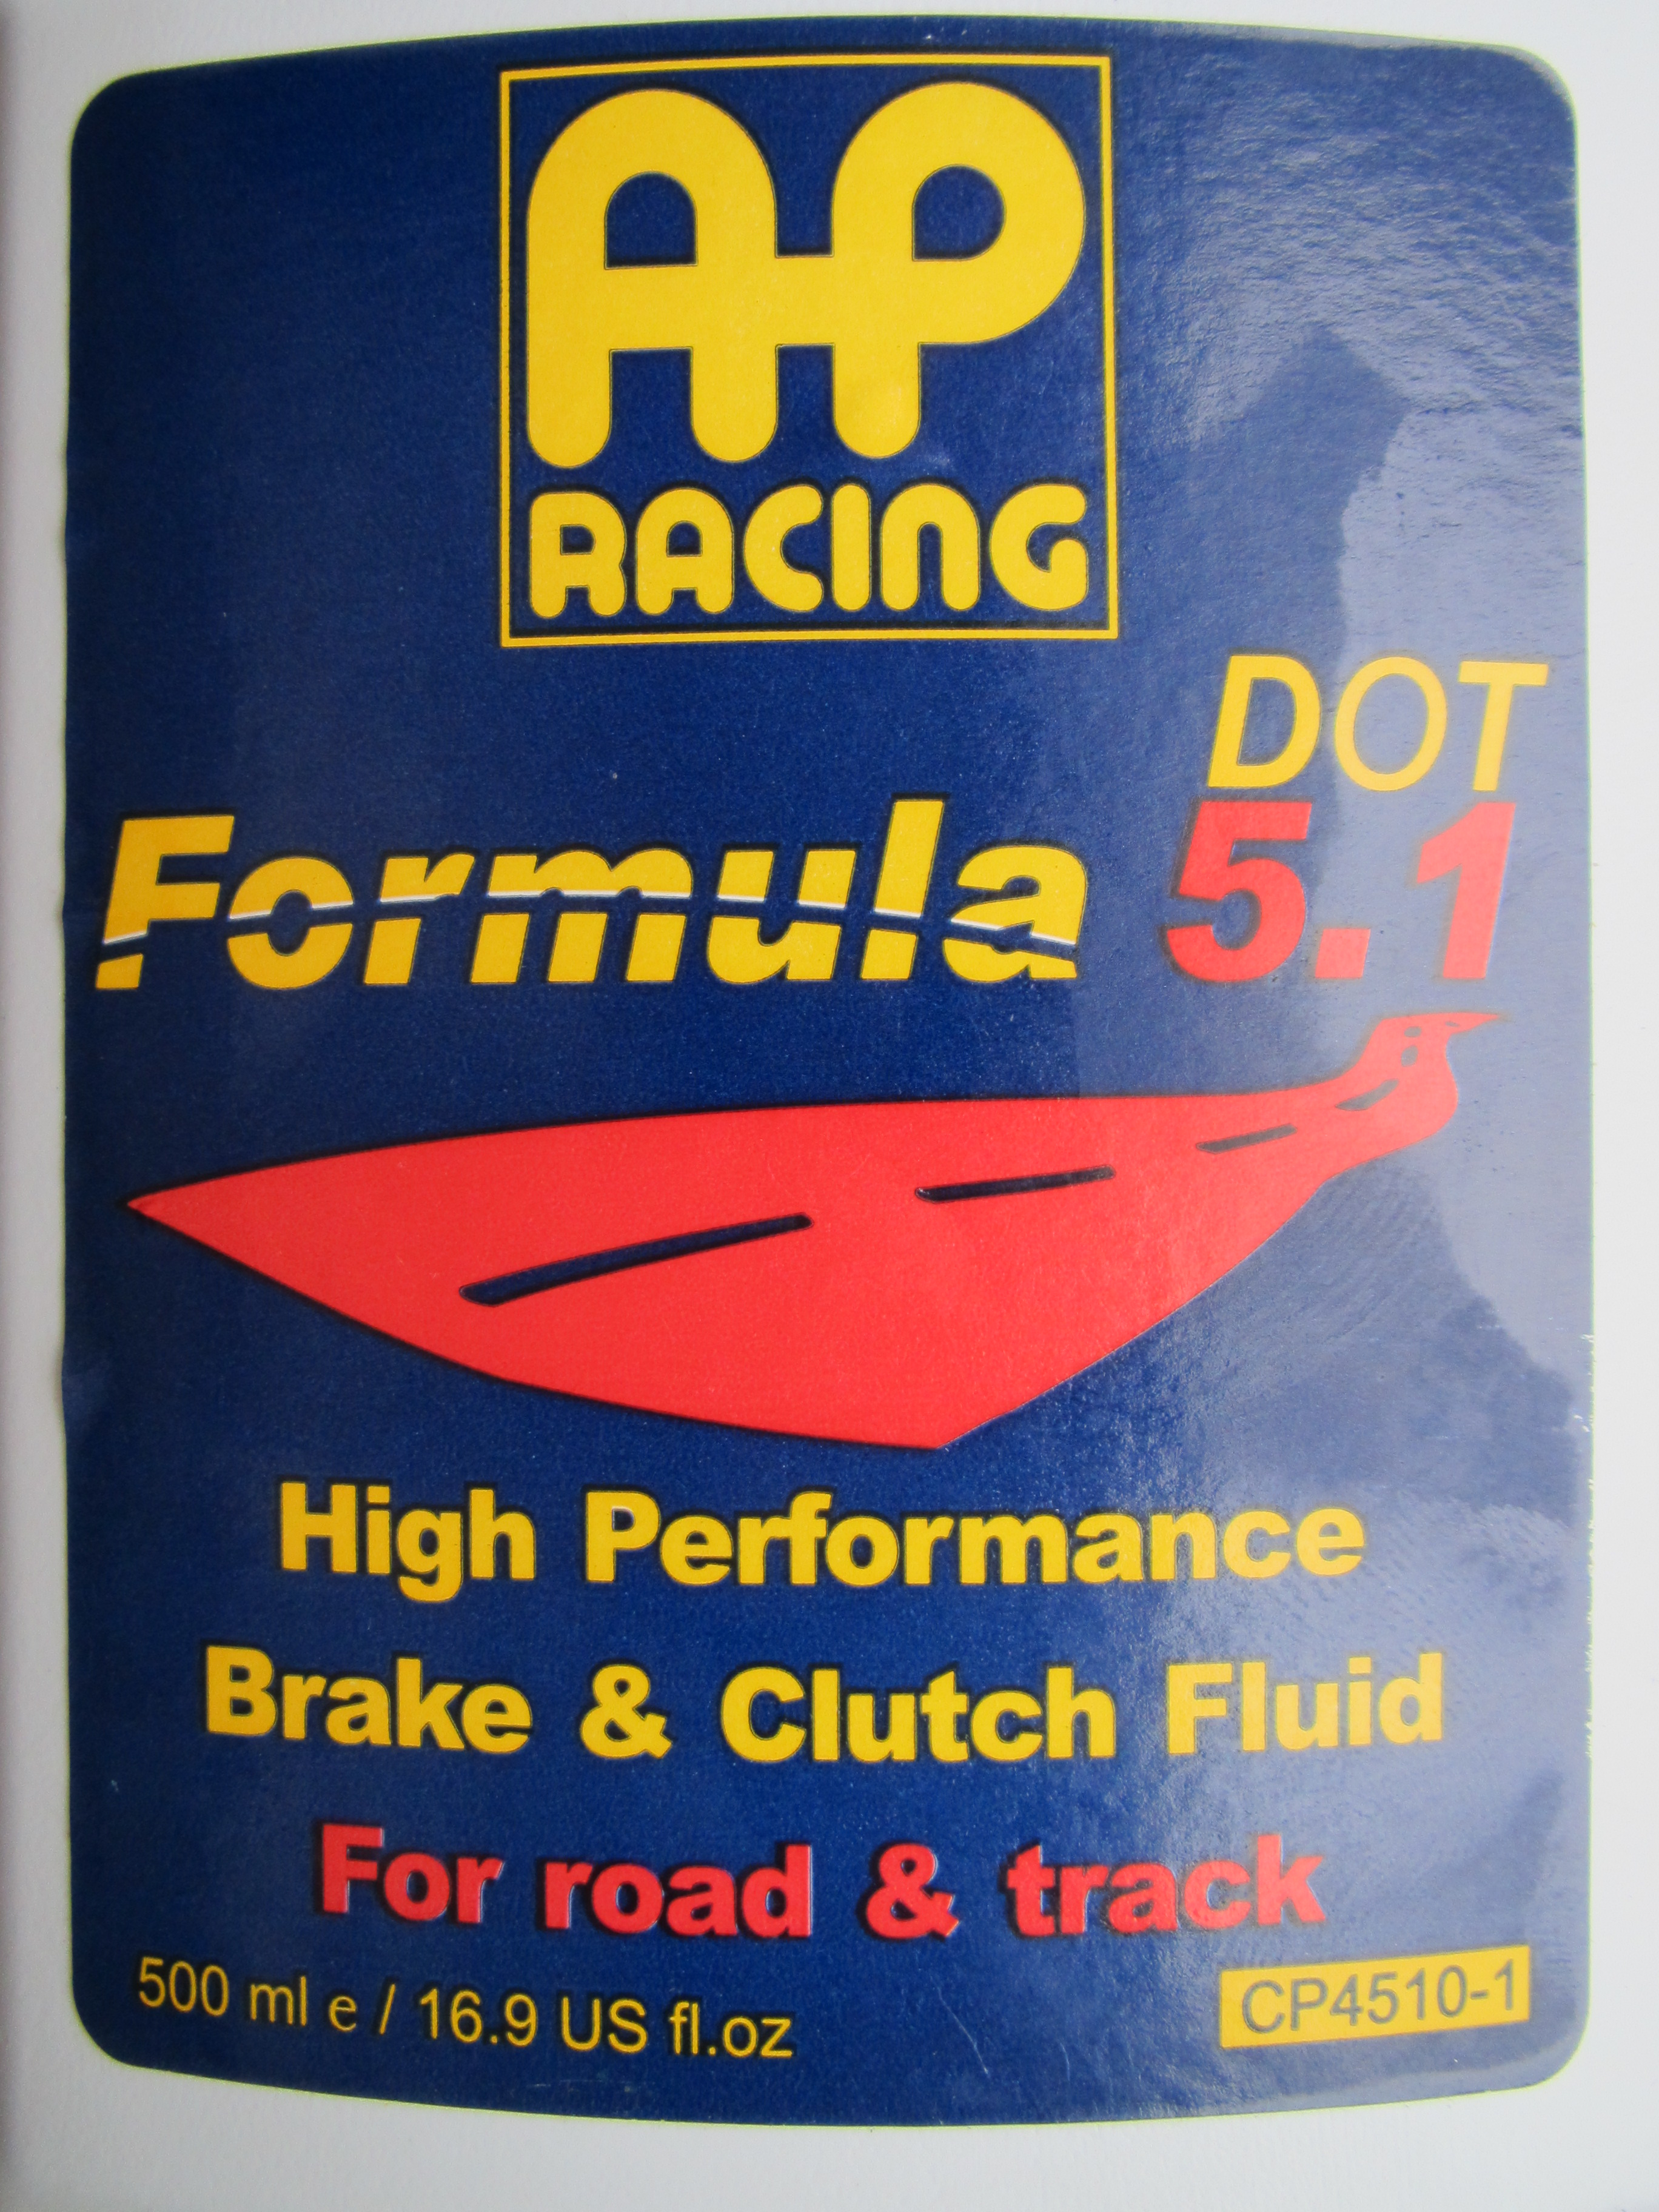 AP
RACING
DOT
Formula 5.1
High Performance
Brake & Clutch Fluid
For road & track
500 ml e / 16.9 US fl.oz
CP4510-1